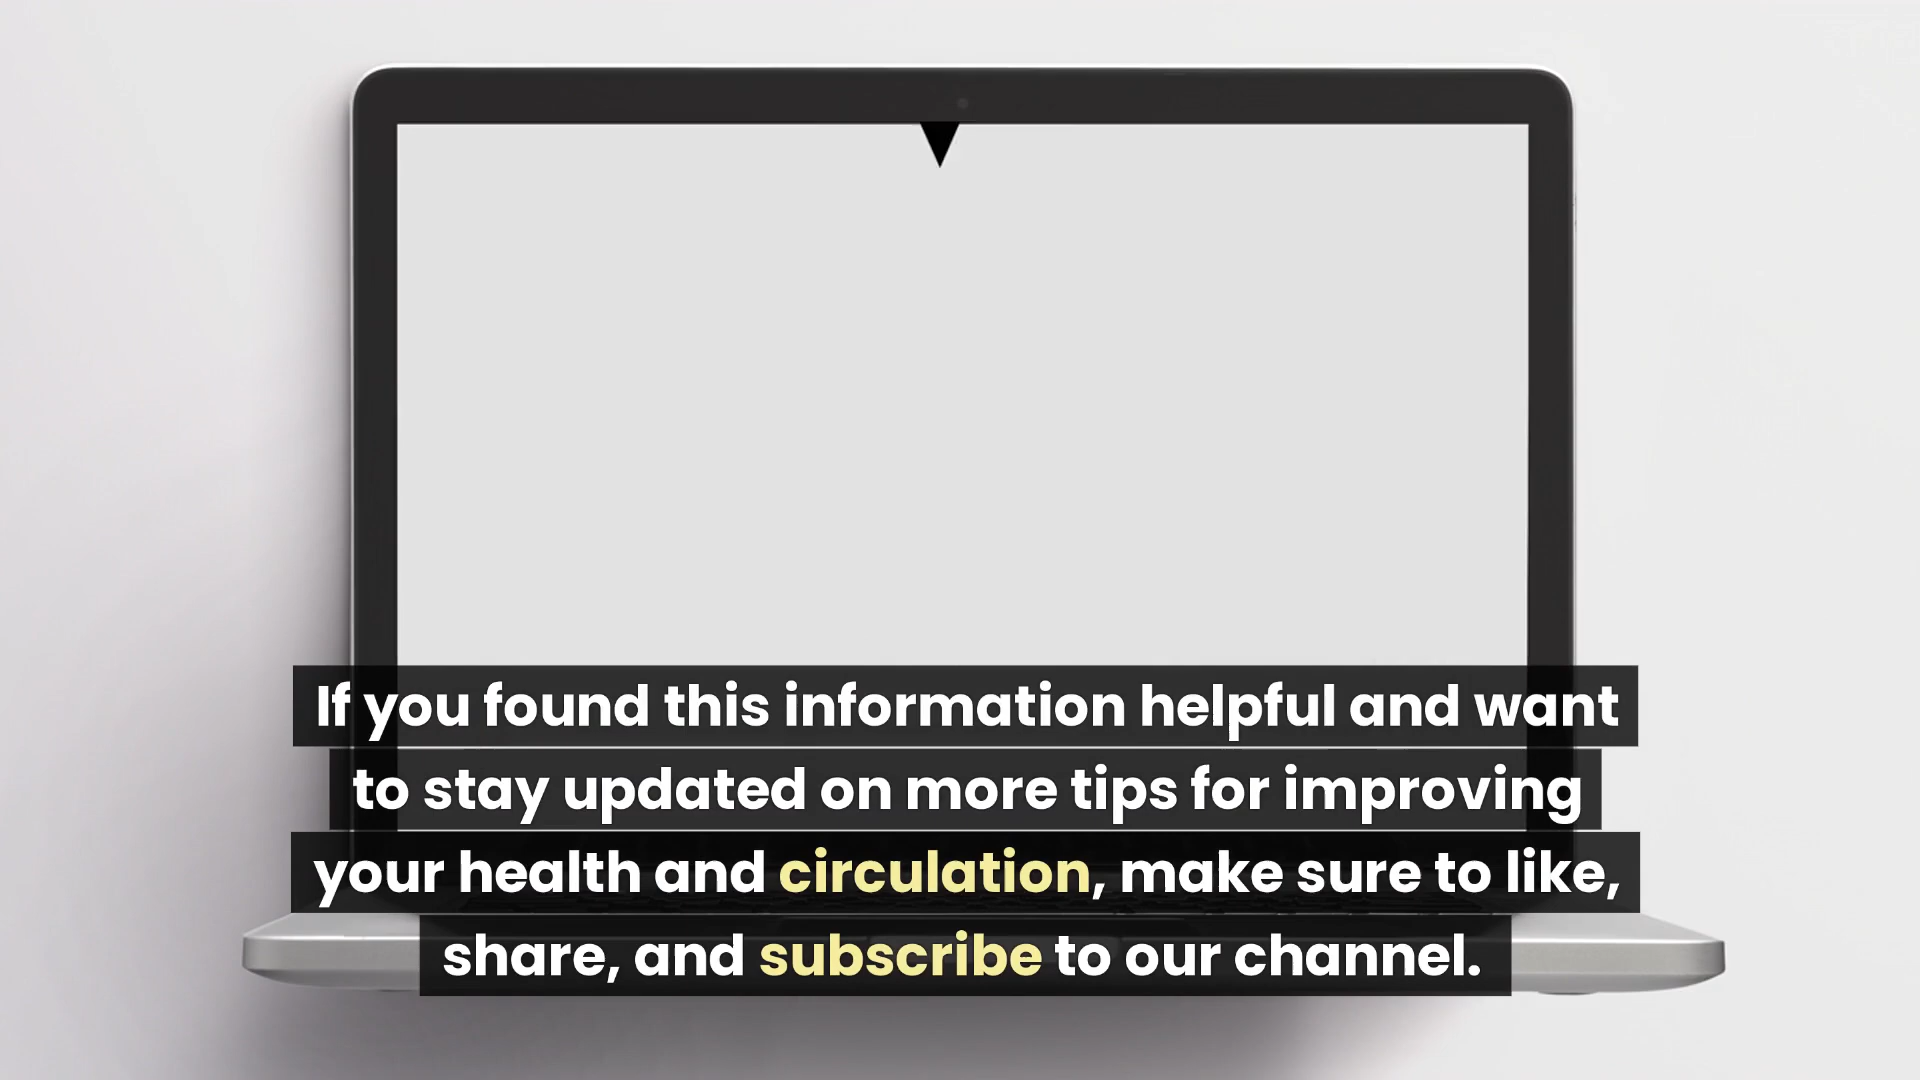 If you found this information helpful and want
to stay updated on more tips for improving
your health and circulation, make sure to like,
share, and subscribe to our channel.